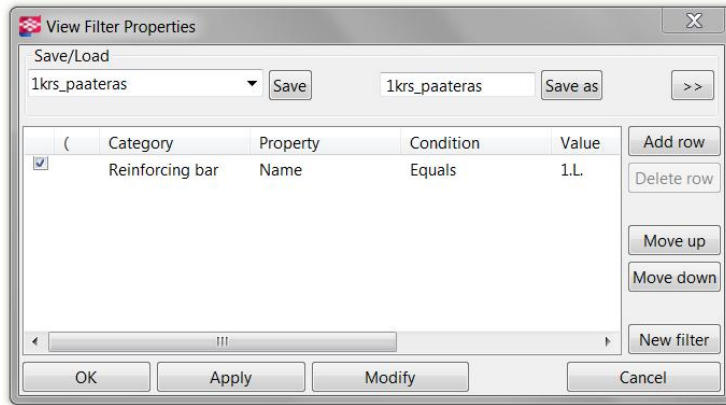 View Filter Properties
Save/Load
1krs_paateras Save 1krs_paateras Save as >>
( Category Property Condition Value Add row
Reinforcing bar Name Equals 1.L.
Delete row
Move up
Move down
New filter
OK Apply Modify Cancel